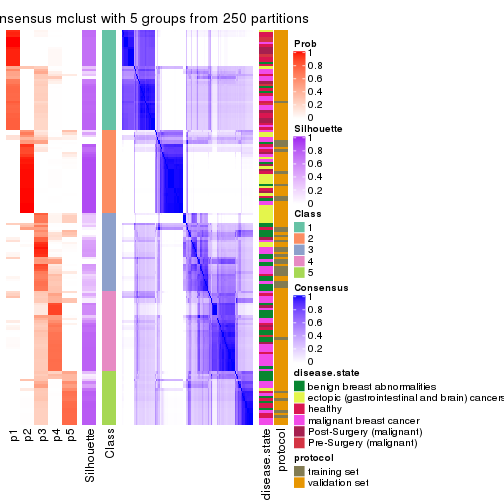 nsensus mclust with 5 groups from 250 partitions
Prob
1
0.8
0.6
0.4
0.2
0
Silhouette
1
0.8
0.6
0.4
0.2
0
Class
1
2
3
4
5
Consensus
1
0.8
0.6
0.4
0.2
0
disease.state
benign breast abnormalities
ectopic (gastrointestinal and brain) cancers
healthy
malignant breast cancer
Post-Surgery (malignant)
Pre-Surgery (malignant)
protocol
training set
validation set
p1
p2
p3
p4
p5
Silhouette
Class
disease.state
protocol